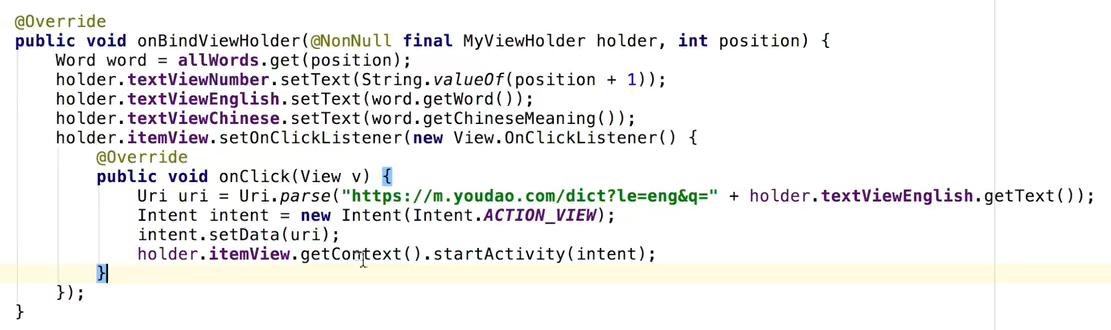 @Override
public void onBindViewHolder(@NonNull final MyViewHolder holder, int position) {
    Word word = allWords.get(position);
    holder.textViewNumber.setText(String.valueOf(position + 1));
    holder.textViewEnglish.setText(word.getWord());
    holder.textViewChinese.setText(word.getChineseMeaning());
    holder.itemView.setOnClickListener(new View.OnClickListener() {
        @Override
        public void onClick(View v) {
            Uri uri = Uri.parse("https://m.youdao.com/dict?le=eng&q=" + holder.textViewEnglish.getText());
            Intent intent = new Intent(Intent.ACTION_VIEW);
            intent.setData(uri);
            holder.itemView.getContext().startActivity(intent);
        }
    });
}